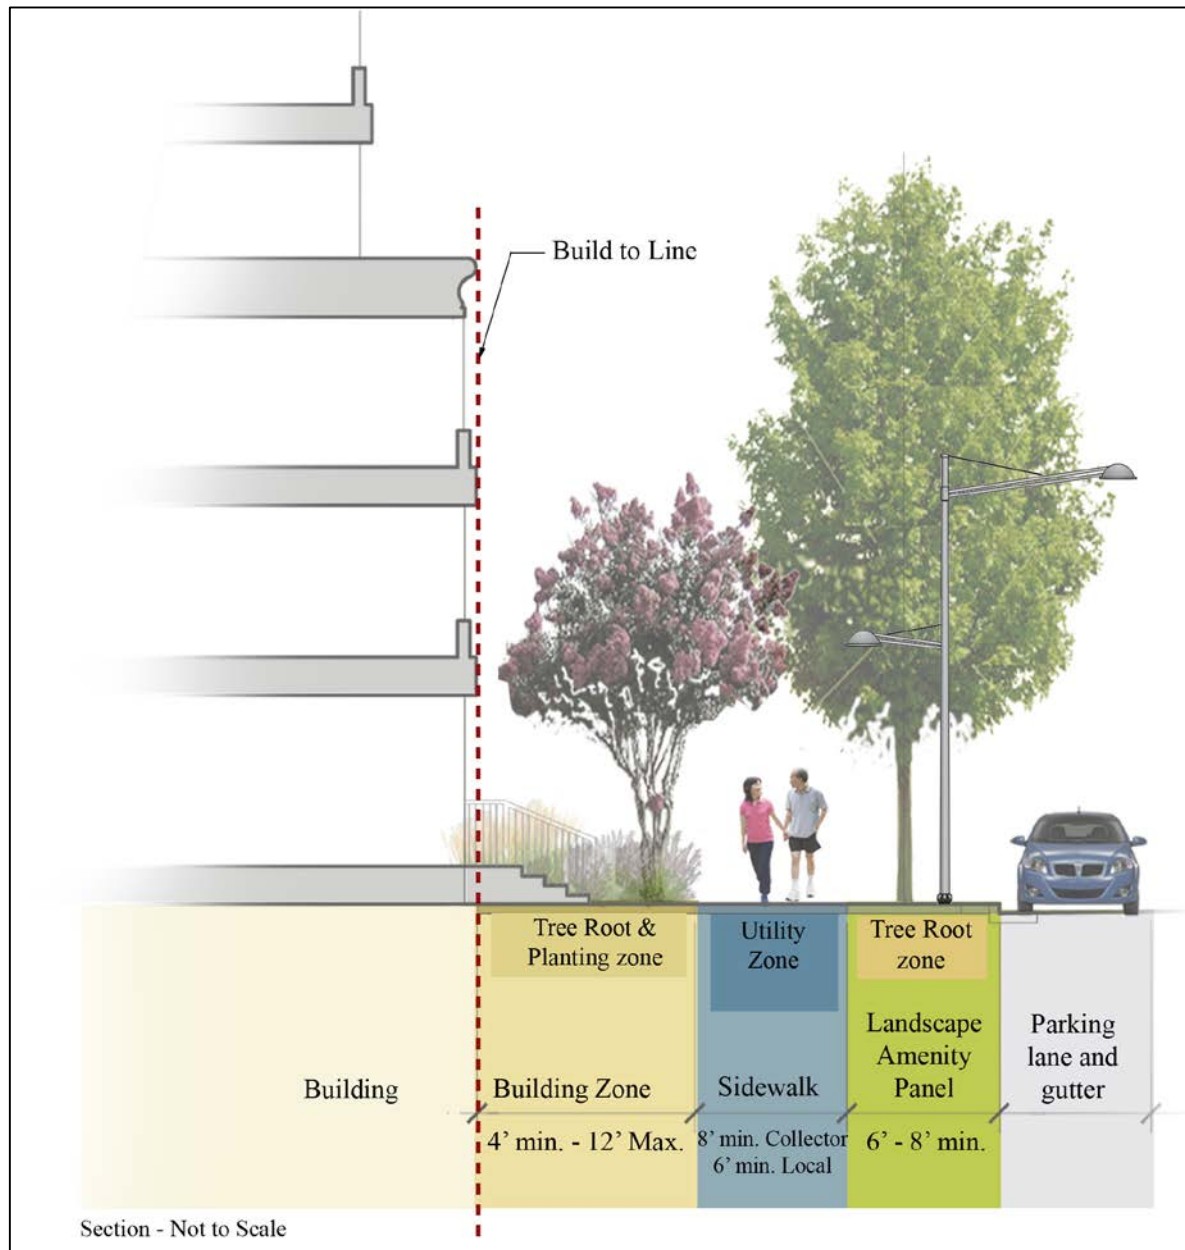 Build to Line
Tree Root &
Planting zone
Utility
Zone
Tree Root
zone
Building
Building Zone
Sidewalk
Landscape
Amenity
Panel
Parking
lane and
gutter
4’ min. - 12’ Max.
8’ min. Collector
6’ min. Local
6’ - 8’ min.
Section - Not to Scale